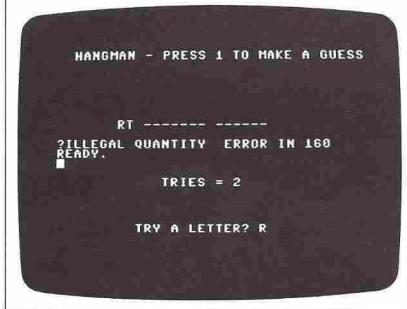 HANGMAN - PRESS 1 TO MAKE A GUESS
RT ------- ------
?ILLEGAL QUANTITY  ERROR IN 160
READY.
TRIES = 2
TRY A LETTER? R